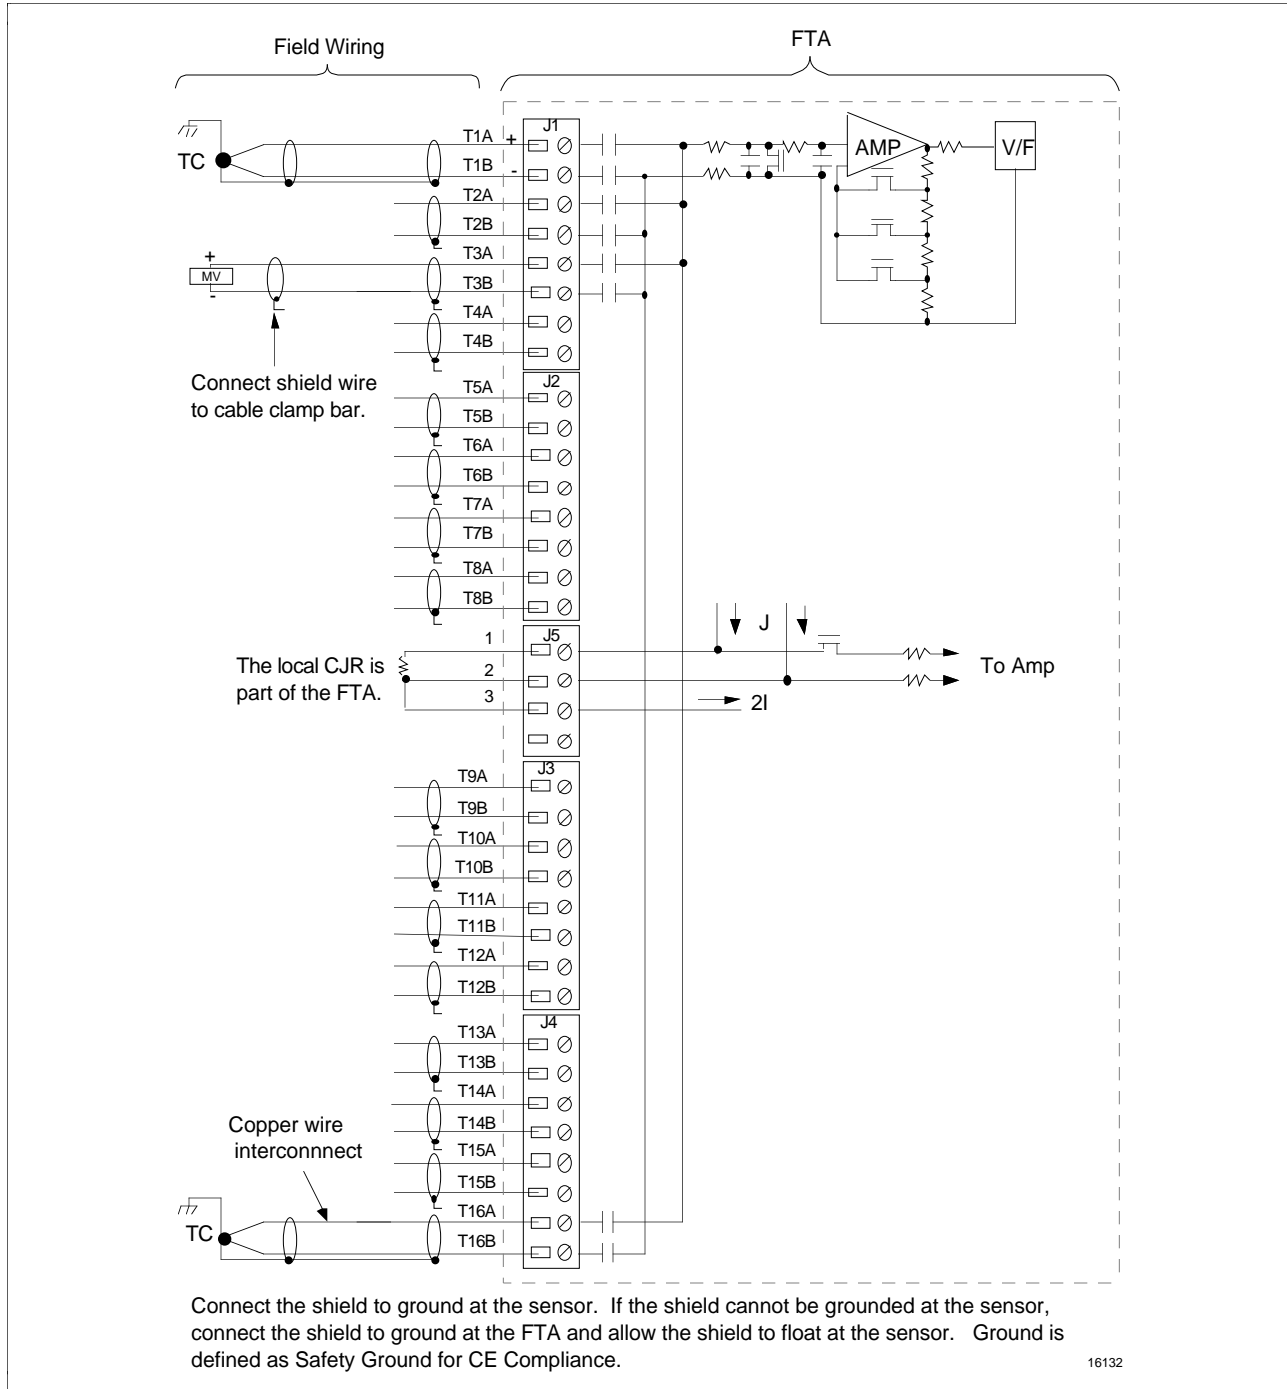 Field Wiring
FTA
J1
T1A +
TC
T1B -
AMP
V/F
T2A
T2B
T3A
+
MV
-
T3B
T4A
T4B
Connect shield wire
to cable clamp bar.
J2
T5A
T5B
T6A
T6B
T7A
T7B
T8A
T8B
J5
1
J
The local CJR is
part of the FTA.
2
To Amp
3
2I
J3
T9A
T9B
T10A
T10B
T11A
T11B
T12A
T12B
J4
T13A
T13B
T14A
T14B
Copper wire
interconnnect
T15A
T15B
T16A
TC
T16B
Connect the shield to ground at the sensor. If the shield cannot be grounded at the sensor,
connect the shield to ground at the FTA and allow the shield to float at the sensor. Ground is
defined as Safety Ground for CE Compliance.
16132